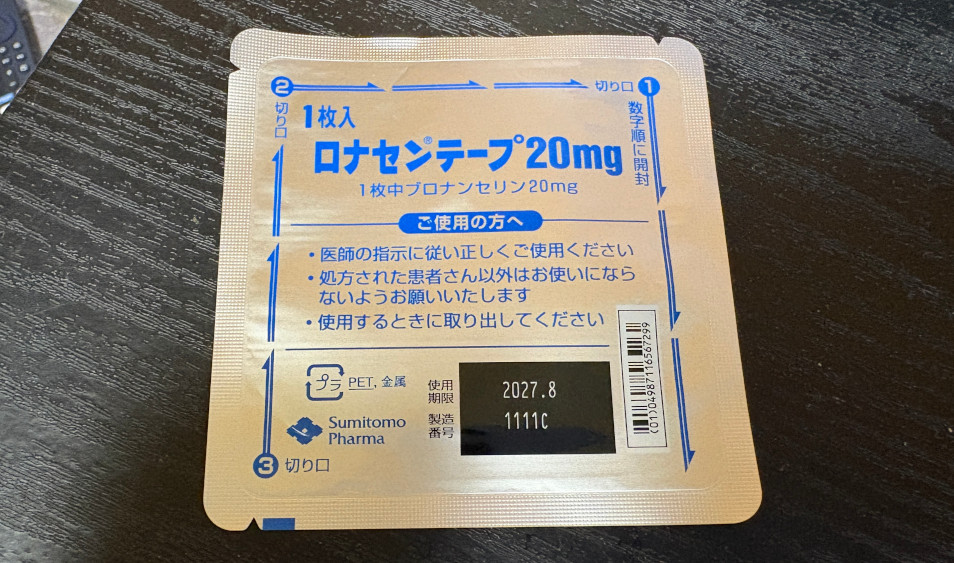 ② 切り口 ①
切り口
数字順に開封
1枚入
ロナセン®テープ20mg
1枚中ブロナンセリン20mg
ご使用の方へ
・医師の指示に従い正しくご使用ください
・処方された患者さん以外はお使いになら
ないようお願いいたします
・使用するときに取り出してください
プラ PET, 金属
Sumitomo
Pharma
使用
期限
2027.8
製造
番号
1111C
(01)04987116567299
③ 切り口